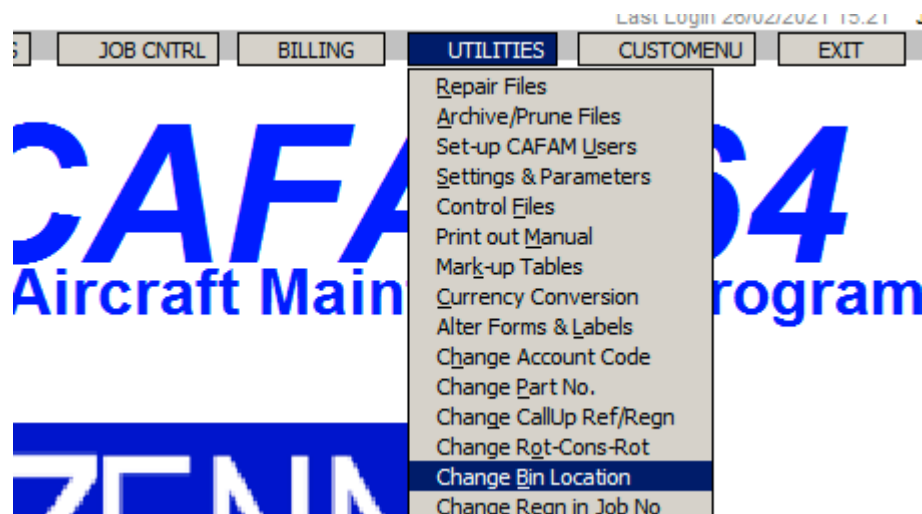 Last Login 26/02/2021 15:21
JOB CNTRL BILLING UTILITIES CUSTOMENU EXIT
Repair Files
Archive/Prune Files
Set-up CAFAM Users
Settings & Parameters
Control Files
Print out Manual
Mark-up Tables
Currency Conversion
Alter Forms & Labels
Change Account Code
Change Part No.
Change CallUp Ref/Regn
Change Rot-Cons-Rot
Change Bin Location
Change Regn in Job No
CAFA 64
Aircraft Main rogram